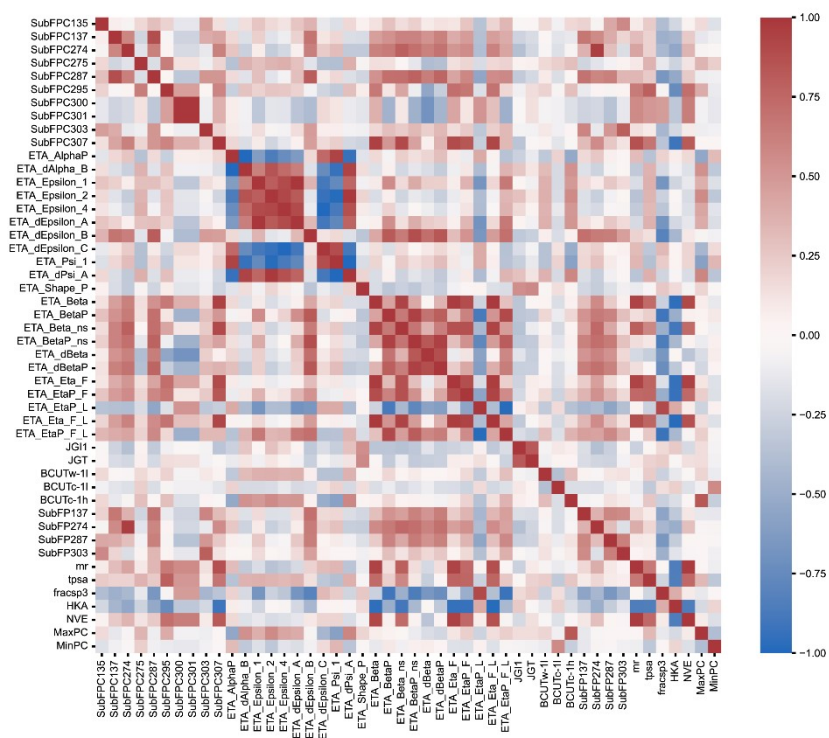 SubFPC135
SubFPC137
SubFPC274
SubFPC275
SubFPC287
SubFPC295
SubFPC300
SubFPC301
SubFPC303
SubFPC307
ETA_AlphaP
ETA_dAlpha_B
ETA_Epsilon_1
ETA_Epsilon_2
ETA_Epsilon_4
ETA_dEpsilon_A
ETA_dEpsilon_B
ETA_dEpsilon_C
ETA_Psi_1
ETA_dPsi_A
ETA_Shape_P
ETA_Beta
ETA_BetaP
ETA_Beta_ns
ETA_BetaP_ns
ETA_dBeta
ETA_dBetaP
ETA_Eta_F
ETA_EtaP_F
ETA_EtaP_L
ETA_Eta_F_L
ETA_EtaP_F_L
JGI1
JGT
BCUTw-1l
BCUTc-1l
BCUTc-1h
SubFP137
SubFP274
SubFP287
SubFP303
mr
tpsa
fracsp3
HKA
NVE
MaxPC
MinPC
SubFPC135
SubFPC137
SubFPC274
SubFPC275
SubFPC287
SubFPC295
SubFPC300
SubFPC301
SubFPC303
SubFPC307
ETA_AlphaP
ETA_dAlpha_B
ETA_Epsilon_1
ETA_Epsilon_2
ETA_Epsilon_4
ETA_dEpsilon_A
ETA_dEpsilon_B
ETA_dEpsilon_C
ETA_Psi_1
ETA_dPsi_A
ETA_Shape_P
ETA_Beta
ETA_BetaP
ETA_Beta_ns
ETA_BetaP_ns
ETA_dBeta
ETA_dBetaP
ETA_Eta_F
ETA_EtaP_F
ETA_EtaP_L
ETA_Eta_F_L
ETA_EtaP_F_L
JGI1
JGT
BCUTw-1l
BCUTc-1l
BCUTc-1h
SubFP137
SubFP274
SubFP287
SubFP303
mr
tpsa
fracsp3
HKA
NVE
MaxPC
MinPC
1.00
0.75
0.50
0.25
0.00
−0.25
−0.50
−0.75
−1.00